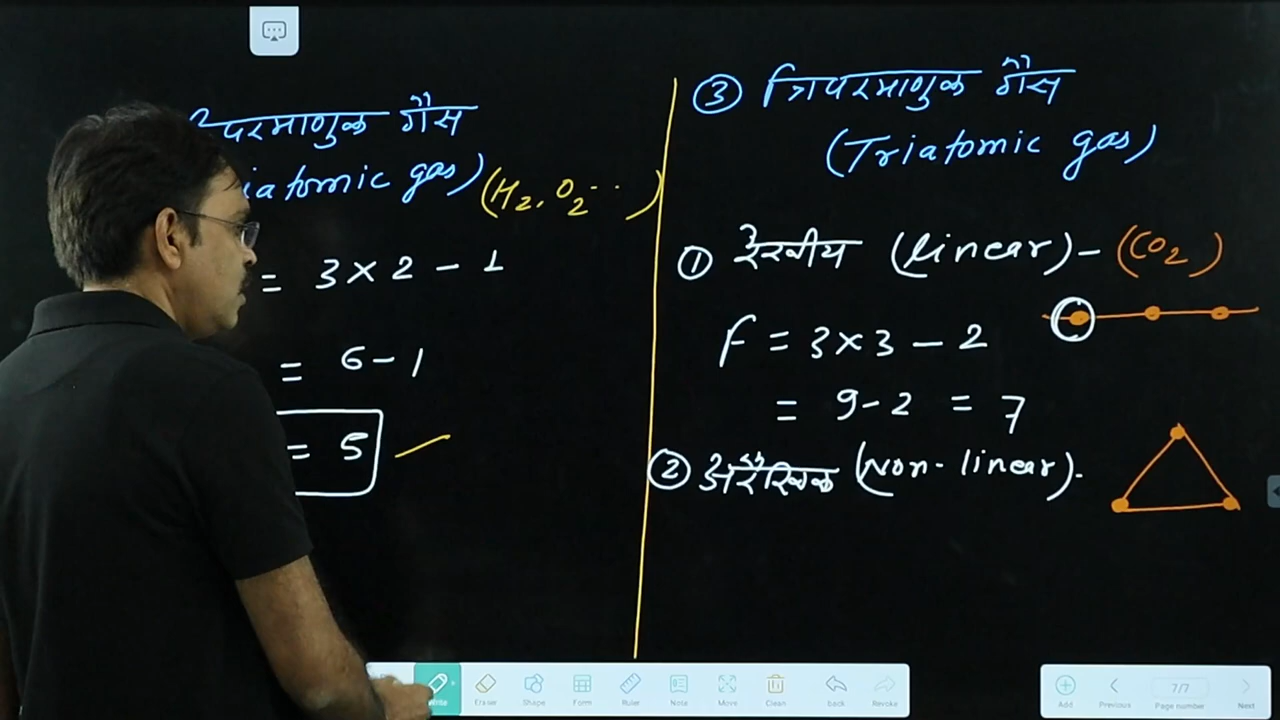 परमाणुक गैस
iatomic gas) (H₂, O₂ -- )
= 3 × 2 - 1
= 6 - 1
= 5
③ त्रिपरमाणुक गैस
(Triatomic gas)
① रेखीय (linear) - (CO₂)
F = 3×3 - 2
= 9 - 2 = 7
② अरैखिक (Non-linear).
Write
Eraser
Shape
Form
Ruler
Note
Move
Clean
Back
Revoke
Add
Previous
7/7
Page number
Next